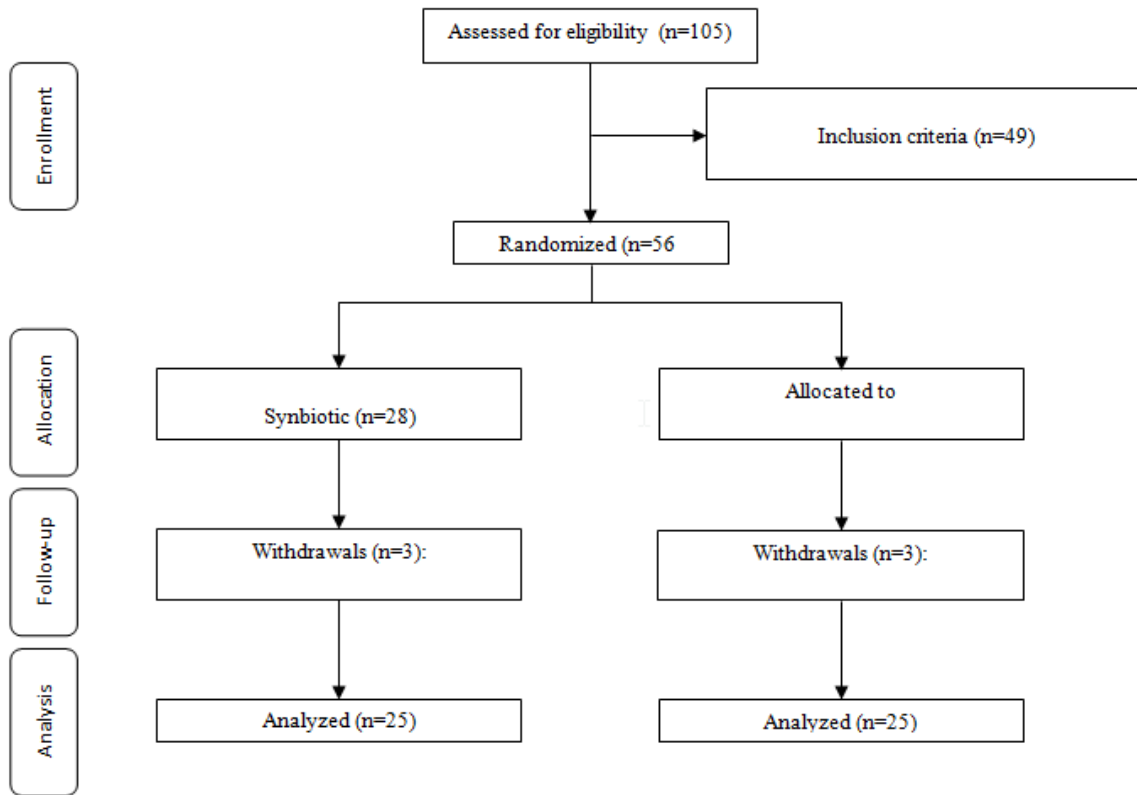 Assessed for eligibility (n=105)
Enrollment
Inclusion criteria (n=49)
Randomized (n=56
Allocation
Synbiotic (n=28)
Allocated to
Follow-up
Withdrawals (n=3):
Withdrawals (n=3):
Analysis
Analyzed (n=25)
Analyzed (n=25)